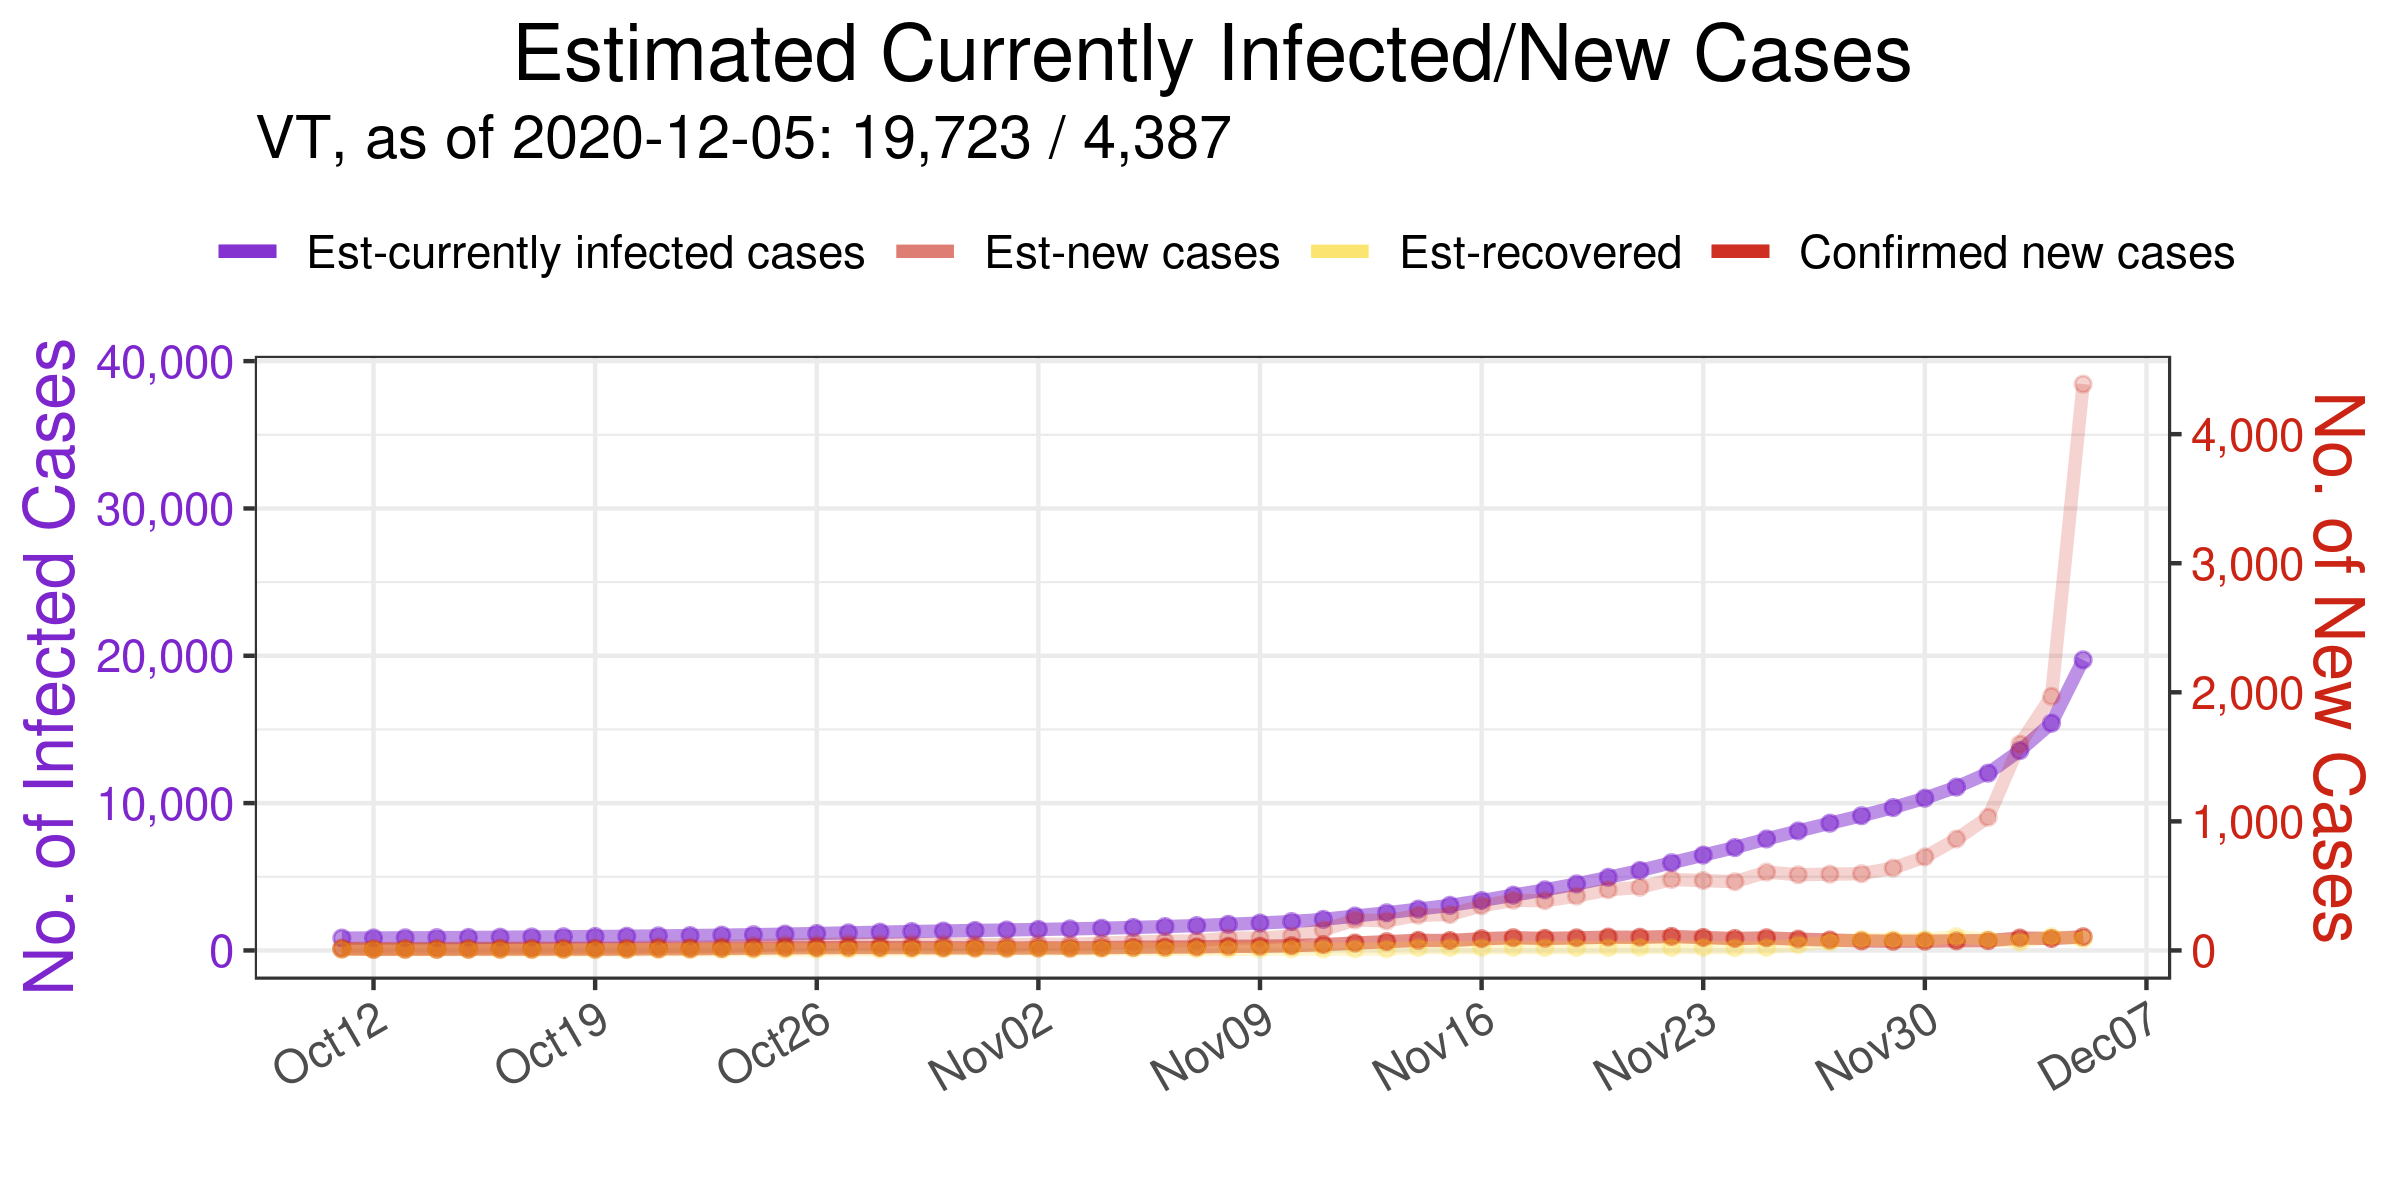 Estimated Currently Infected/New Cases
VT, as of 2020-12-05: 19,723 / 4,387
Est-currently infected cases Est-new cases Est-recovered Confirmed new cases
No. of Infected Cases
40,000
30,000
20,000
10,000
0
4,000
3,000
2,000
1,000
0
No. of New Cases
Oct12 Oct19 Oct26 Nov02 Nov09 Nov16 Nov23 Nov30 Dec07